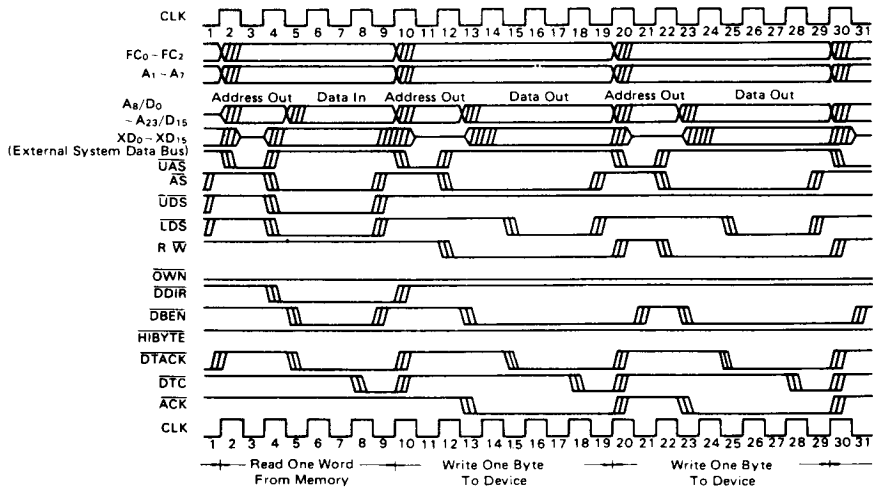 CLK
1 2 3 4 5 6 7 8 9 10 11 12 13 14 15 16 17 18 19 20 21 22 23 24 25 26 27 28 29 30 31
FC0 – FC2
A1 – A7
Address Out Data In Address Out Data Out Address Out Data Out
A8/D0
~ A23/D15
XD0 ~ XD15
(External System Data Bus)
UAS
AS
UDS
LDS
R W
OWN
DDIR
DBEN
HIBYTE
DTACK
DTC
ACK
CLK
1 2 3 4 5 6 7 8 9 10 11 12 13 14 15 16 17 18 19 20 21 22 23 24 25 26 27 28 29 30 31
Read One Word Write One Byte Write One Byte
From Memory To Device To Device